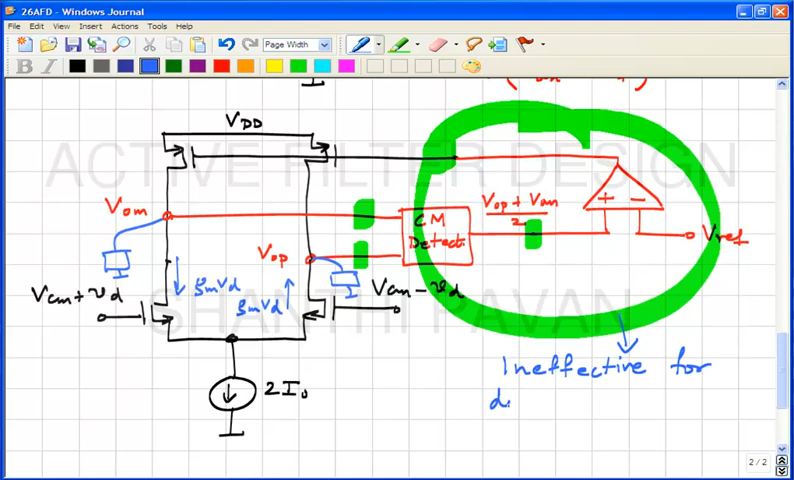 26AFD - Windows Journal
File Edit View Insert Actions Tools Help
Page Width
B I
VDD
ACTIVE FILTER DESIGN
Vom
Vop
CM
Detect.
Vop + Vom
2
+ -
Vref
gmVd
gmVd
Vcm+vd
Vcm-vd
SHANTHI PAVAN
2I0
Ineffective for
d.
2 / 2